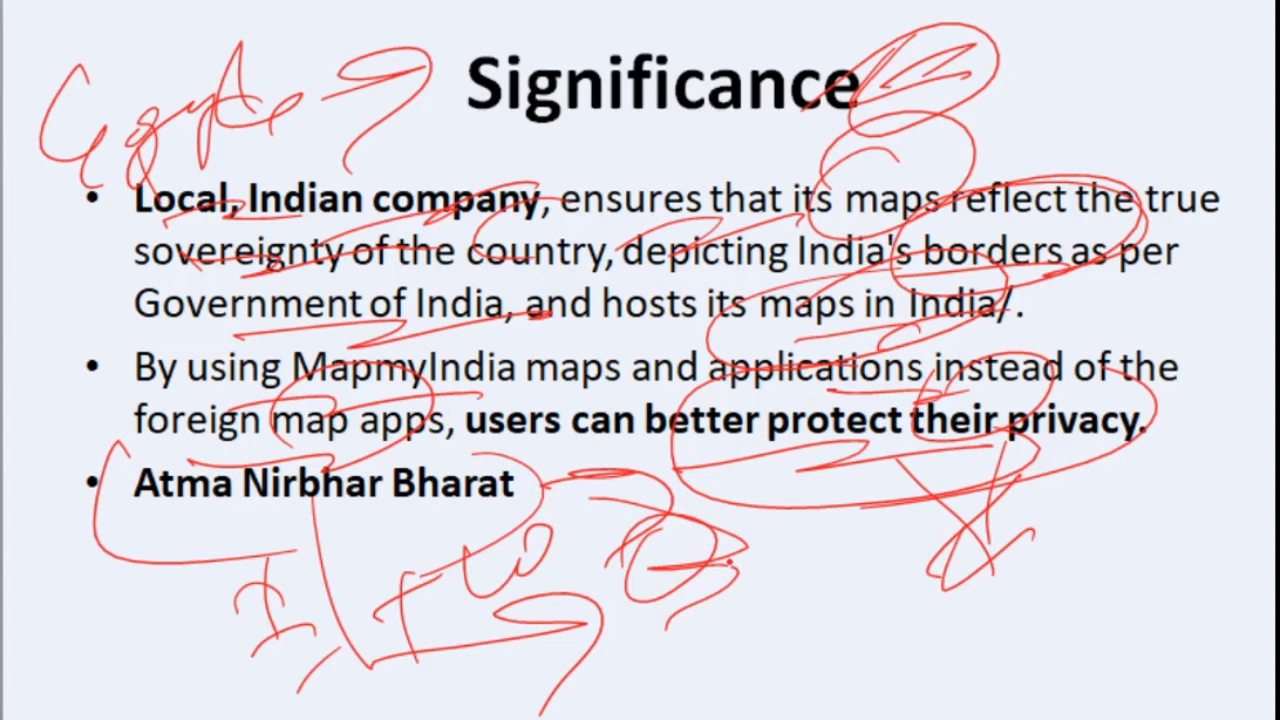 Significance
• Local, Indian company, ensures that its maps reflect the true
sovereignty of the country, depicting India's borders as per
Government of India, and hosts its maps in India/.
• By using MapmyIndia maps and applications instead of the
foreign map apps, users can better protect their privacy.
• Atma Nirbhar Bharat